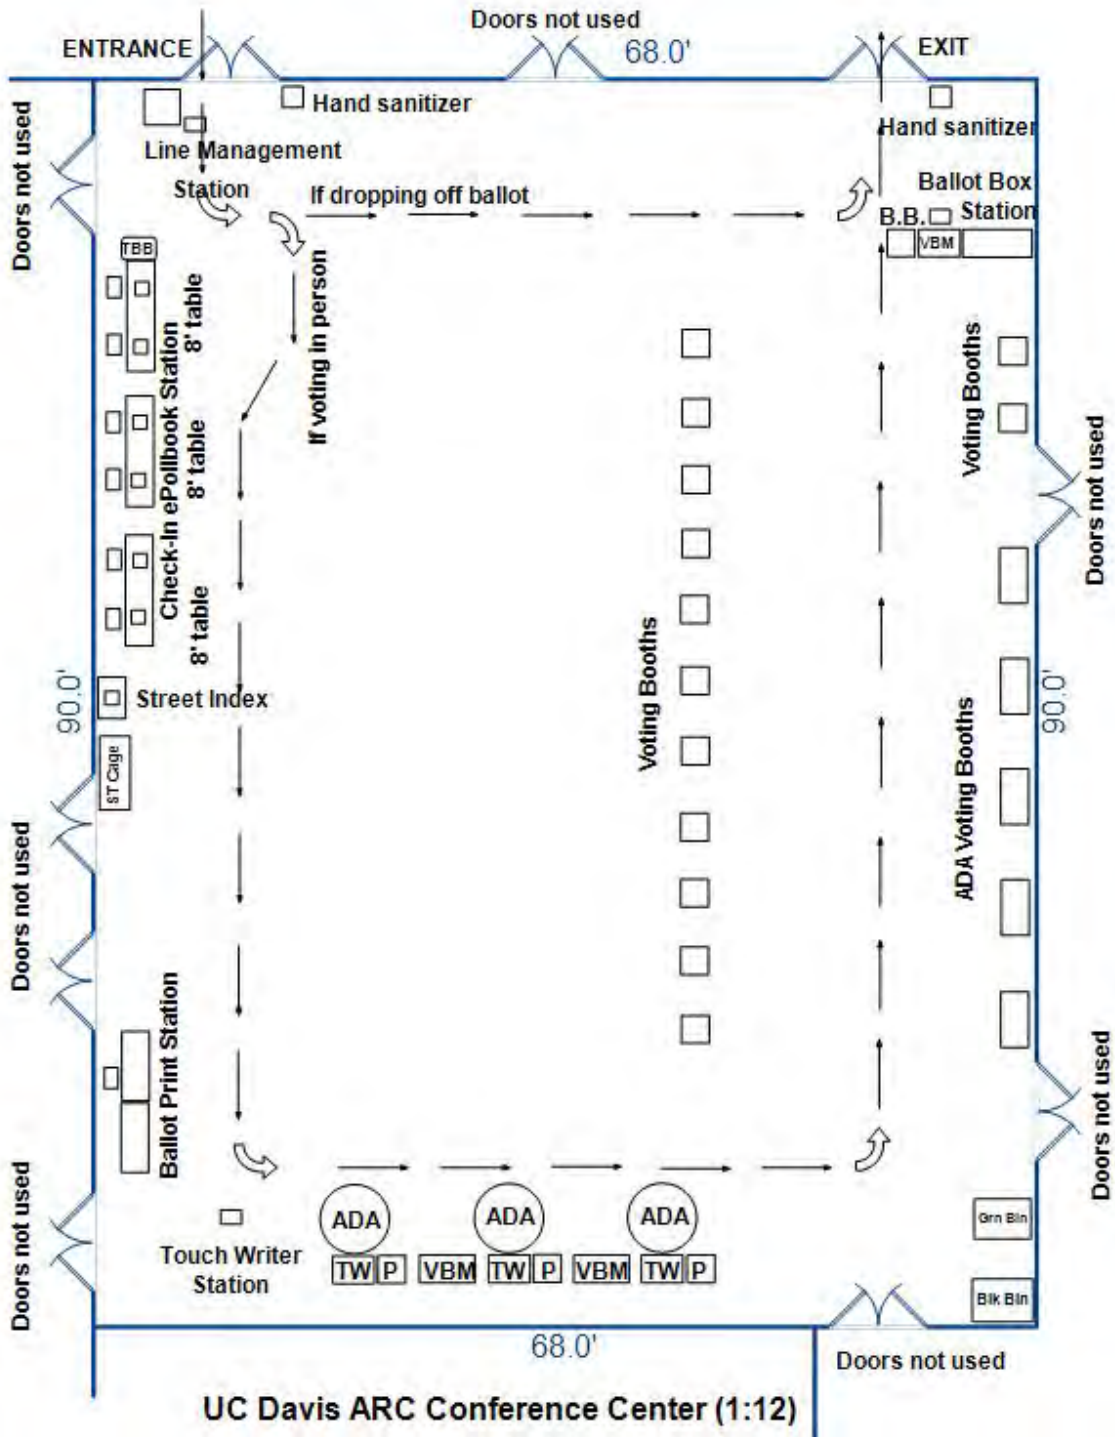 Doors not used
ENTRANCE
68.0'
EXIT
Hand sanitizer
Hand sanitizer
Line Management
Station
Doors not used
If dropping off ballot
Ballot Box
Station
B.B.
VBM
TBB
If voting in person
8' table
8' table
8' table
Check-In ePollbook Station
Voting Booths
Doors not used
Street Index
90.0'
ST Cage
Voting Booths
90.0'
ADA Voting Booths
Doors not used
Ballot Print Station
Doors not used
Doors not used
ADA
ADA
ADA
Touch Writer
Station
TW
P
VBM
TW
P
VBM
TW
P
Grn Bin
Blk Bin
68.0'
Doors not used
UC Davis ARC Conference Center (1:12)